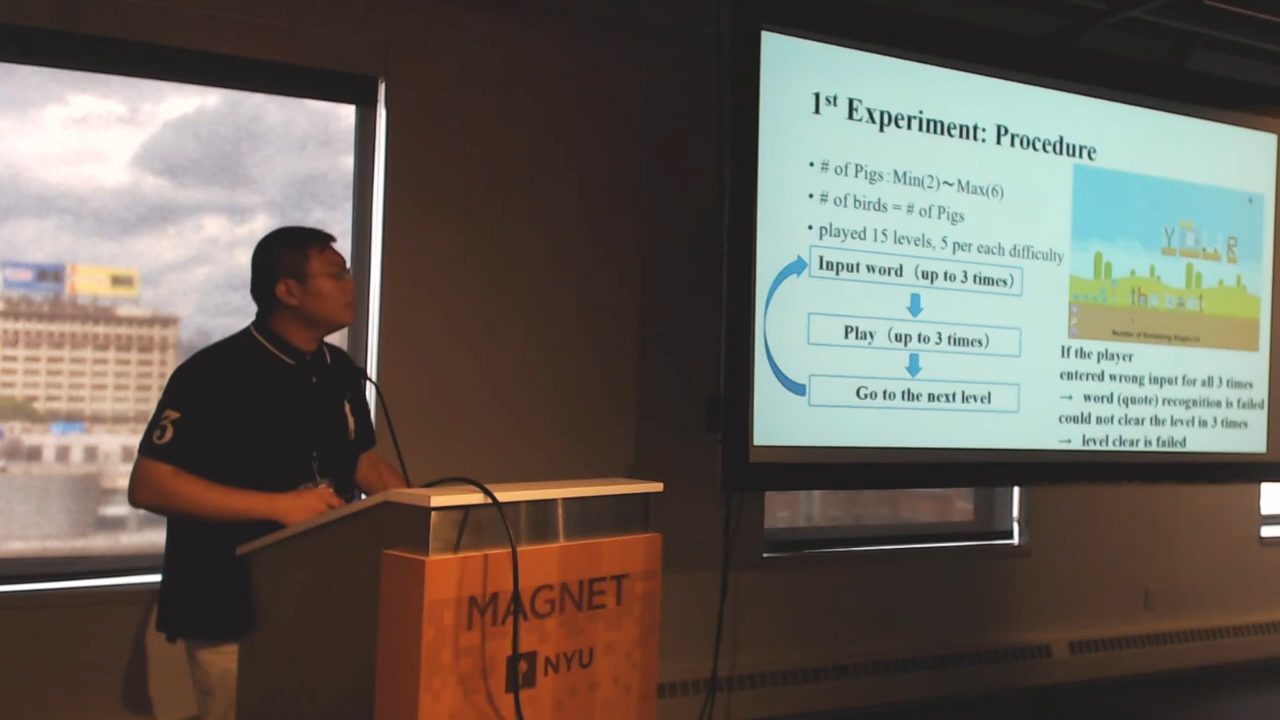 1st Experiment: Procedure
• # of Pigs : Min(2)～Max(6)
• # of birds = # of Pigs
• played 15 levels, 5 per each difficulty
Input word（up to 3 times）
Play（up to 3 times）
Go to the next level
If the player
entered wrong input for all 3 times
→ word (quote) recognition is failed
could not clear the level in 3 times
→ level clear is failed
3
MAGNET
NYU